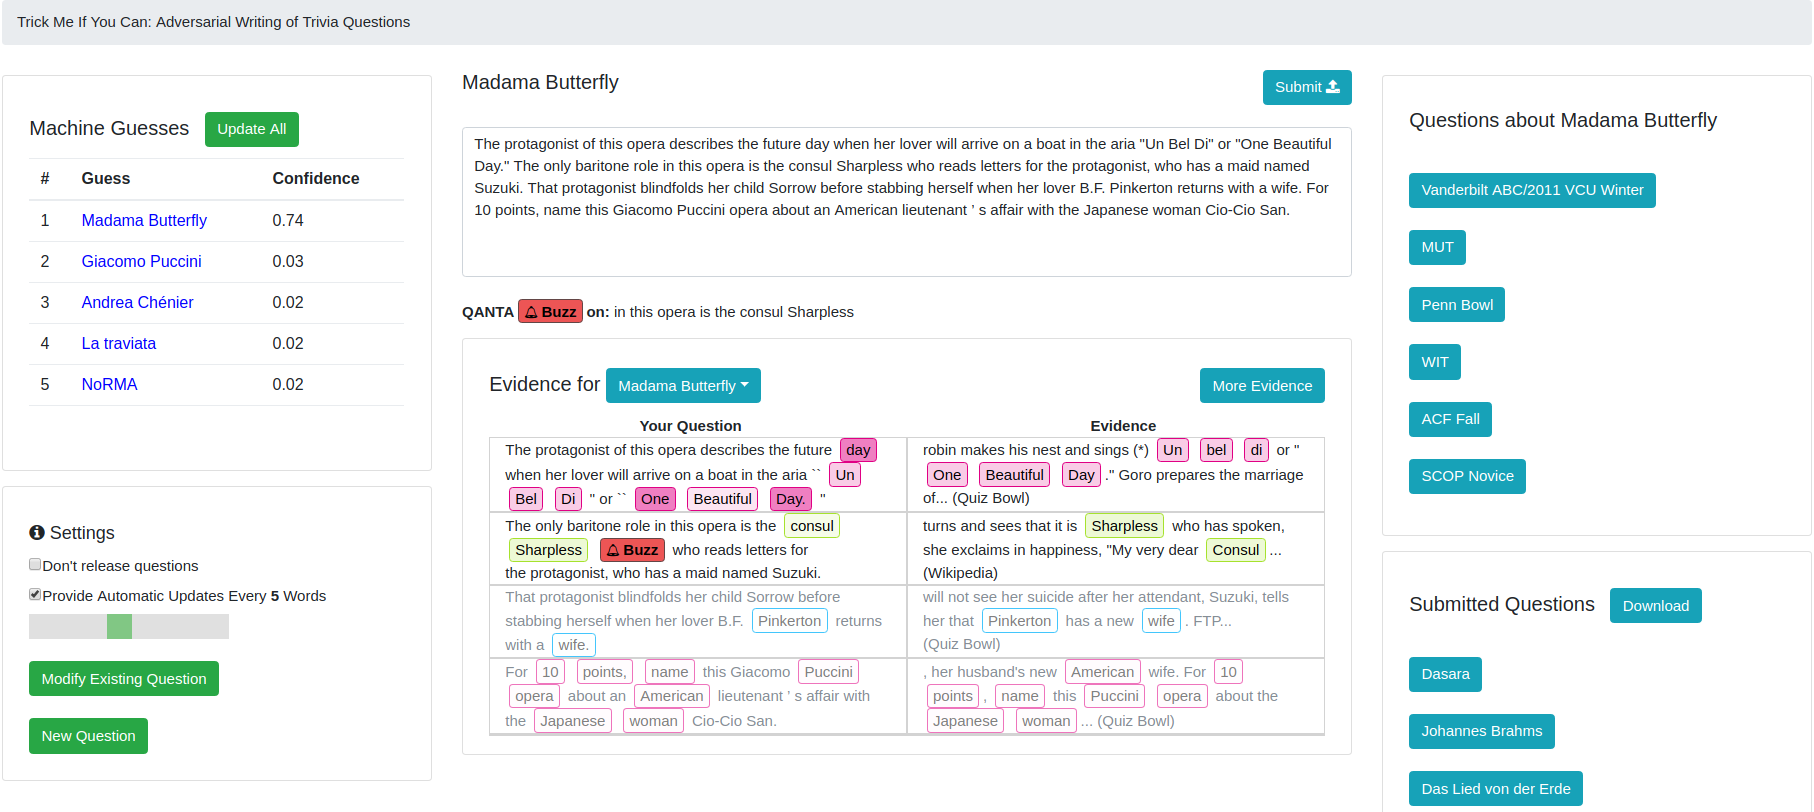 Trick Me If You Can: Adversarial Writing of Trivia Questions
Machine Guesses Update All
# Guess Confidence
1 Madama Butterfly 0.74
2 Giacomo Puccini 0.03
3 Andrea Chénier 0.02
4 La traviata 0.02
5 NoRMA 0.02
Settings
Don't release questions
Provide Automatic Updates Every 5 Words
Modify Existing Question
New Question
Madama Butterfly Submit
The protagonist of this opera describes the future day when her lover will arrive on a boat in the aria "Un Bel Di" or "One Beautiful
Day." The only baritone role in this opera is the consul Sharpless who reads letters for the protagonist, who has a maid named
Suzuki. That protagonist blindfolds her child Sorrow before stabbing herself when her lover B.F. Pinkerton returns with a wife. For
10 points, name this Giacomo Puccini opera about an American lieutenant ' s affair with the Japanese woman Cio-Cio San.
QANTA Buzz on: in this opera is the consul Sharpless
Evidence for Madama Butterfly More Evidence
Your Question Evidence
The protagonist of this opera describes the future day
when her lover will arrive on a boat in the aria `` Un
Bel Di " or `` One Beautiful Day. "
robin makes his nest and sings (*) Un bel di or "
One Beautiful Day ." Goro prepares the marriage
of... (Quiz Bowl)
The only baritone role in this opera is the consul
Sharpless Buzz who reads letters for
the protagonist, who has a maid named Suzuki.
turns and sees that it is Sharpless who has spoken,
she exclaims in happiness, "My very dear Consul ...
(Wikipedia)
That protagonist blindfolds her child Sorrow before
stabbing herself when her lover B.F. Pinkerton returns
with a wife.
will not see her suicide after her attendant, Suzuki, tells
her that Pinkerton has a new wife . FTP...
(Quiz Bowl)
For 10 points, name this Giacomo Puccini
opera about an American lieutenant ' s affair with
the Japanese woman Cio-Cio San.
, her husband's new American wife. For 10
points , name this Puccini opera about the
Japanese woman ... (Quiz Bowl)
Questions about Madama Butterfly
Vanderbilt ABC/2011 VCU Winter
MUT
Penn Bowl
WIT
ACF Fall
SCOP Novice
Submitted Questions Download
Dasara
Johannes Brahms
Das Lied von der Erde